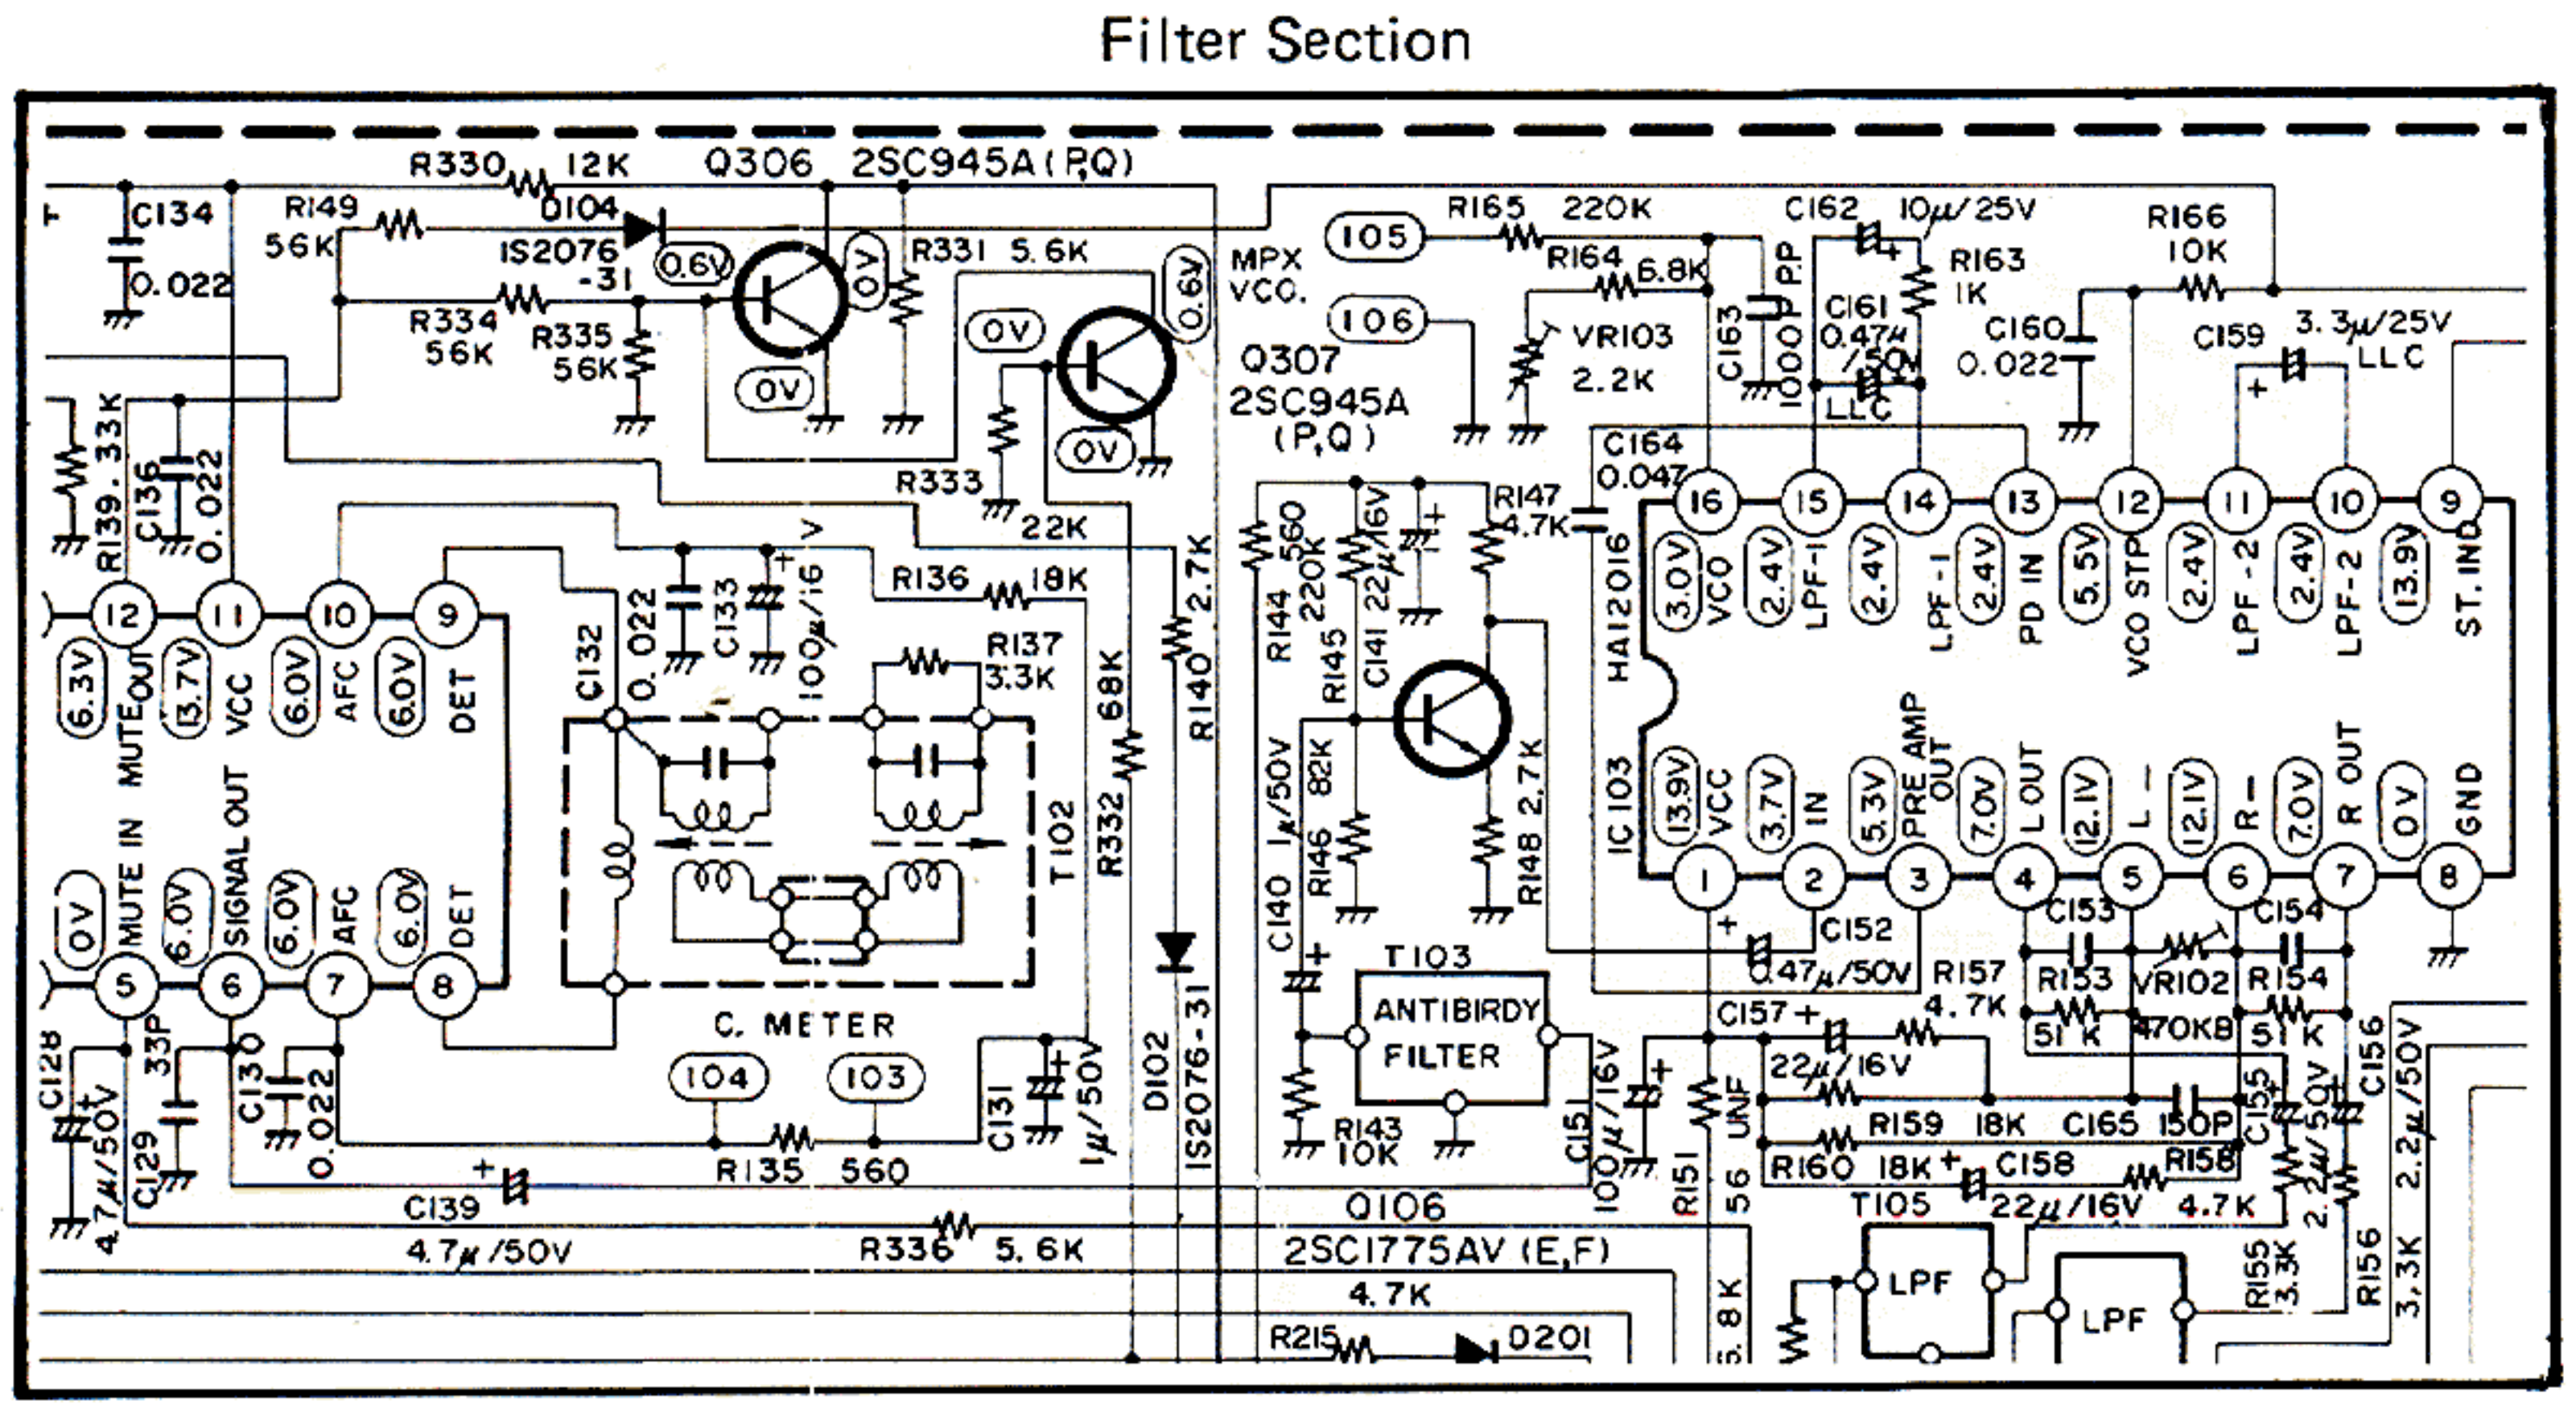 Filter Section
R330 12K
Q306 2SC945A(P,Q)
C134
0.022
R149
56K
D104
1S2076
-31
0.6V
0V
0V
R331 5.6K
0V
0.6V
0V
R334
56K
R335
56K
R333
22K
MPX
VCO.
105
106
Q307
2SC945A
(P,Q)
R165 220K
R164
6.8K
VR103
2.2K
C163
1000P PP
C162 10μ/25V
R163
1K
C161
0.47μ
/50V
LLC
R166
10K
C160
0.022
C159
3.3μ/25V
LLC
C164
0.047
R139. 33K
C136
0.022
12
11
10
9
6.3V
MUTE OUT
13.7V
VCC
6.0V
AFC
6.0V
DET
0V
MUTE IN
6.0V
SIGNAL OUT
6.0V
AFC
6.0V
DET
5
6
7
8
C132
0.022
C133
100μ/16V
R136 18K
R137
3.3K
T102
R332 68K
R140 2.7K
R144 560
R145 220K
C141 22μ/16V
R147
4.7K
C140 1μ/50V
R146 82K
R148 2.7K
HA12016
IC103
16
15
14
13
12
11
10
9
3.0V
VCO
2.4V
LPF-1
2.4V
LPF-1
2.4V
PD IN
5.5V
VCO STP
2.4V
LPF-2
2.4V
LPF-2
13.9V
ST.IND
13.9V
VCC
3.7V
IN
5.3V
PRE AMP
OUT
7.0V
L OUT
12.1V
L -
12.1V
R -
7.0V
R OUT
0V
GND
1
2
3
4
5
6
7
8
C. METER
104
103
R135 560
C128
4.7μ/50V
33P
C129
C130
0.022
C131
1μ/50V
D102
1S2076-31
C139
4.7μ/50V
R336 5.6K
T103
ANTIBIRDY
FILTER
R143
10K
C151
100μ/16V
C152
0.47μ/50V
R157
4.7K
C157
22μ/16V
C153
C154
R153
51K
VR102
470KB
R154
51K
R159 18K
C165 150P
R160 18K
C158
22μ/16V
R158
4.7K
R151
56 UNF
C155
2.2μ/50V
C156
2.2μ/50V
R155
3.3K
R156
3.3K
Q106
2SC1775AV (E,F)
4.7K
R215
D201
T105
LPF
LPF